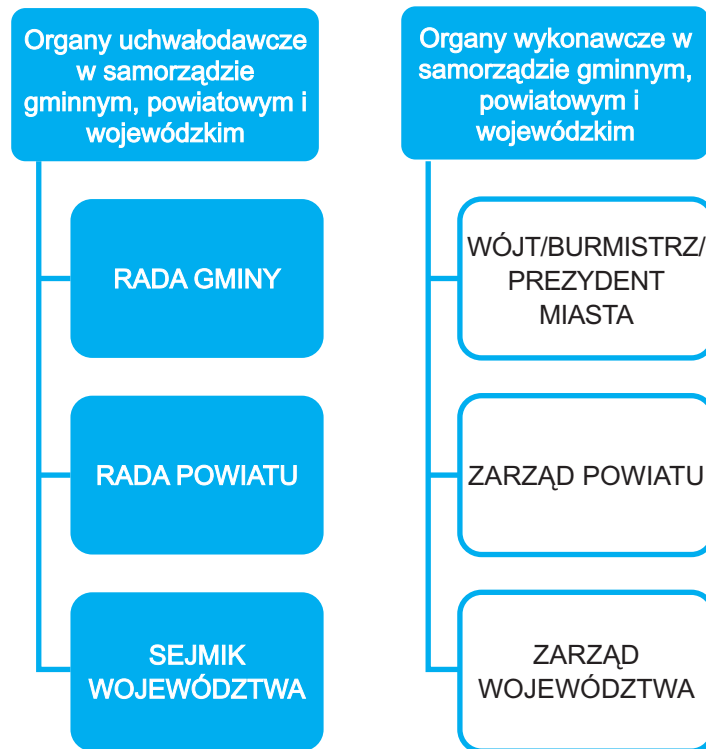 Organy uchwałodawcze
w samorządzie
gminnym, powiatowym i
wojewódzkim
RADA GMINY
RADA POWIATU
SEJMIK
WOJEWÓDZTWA
Organy wykonawcze w
samorządzie gminnym,
powiatowym i
wojewódzkim
WÓJT/BURMISTRZ/
PREZYDENT
MIASTA
ZARZĄD POWIATU
ZARZĄD
WOJEWÓDZTWA